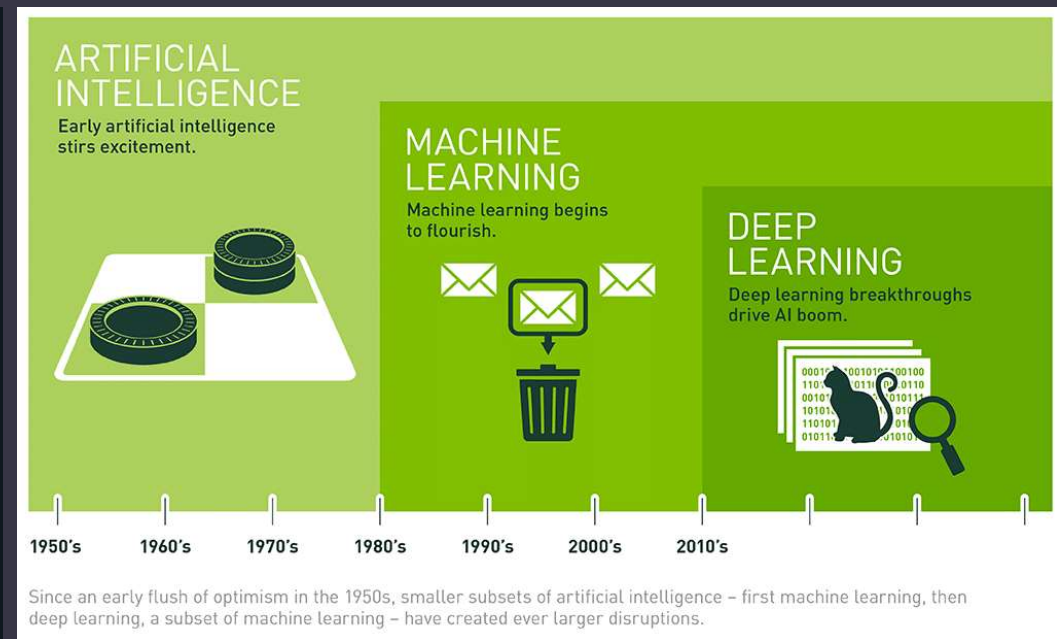 ARTIFICIAL
INTELLIGENCE
Early artificial intelligence
stirs excitement.
MACHINE
LEARNING
Machine learning begins
to flourish.
DEEP
LEARNING
Deep learning breakthroughs
drive AI boom.
1950's 1960's 1970's 1980's 1990's 2000's 2010's
Since an early flush of optimism in the 1950s, smaller subsets of artificial intelligence – first machine learning, then
deep learning, a subset of machine learning – have created ever larger disruptions.